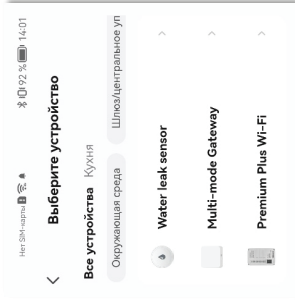 Нет SIM-карты 92 % 14:01
Выберите устройство
Все устройства Кухня
Окружающая среда Шлюз/центральное уп
Water leak sensor
Multi-mode Gateway
Premium Plus Wi-Fi